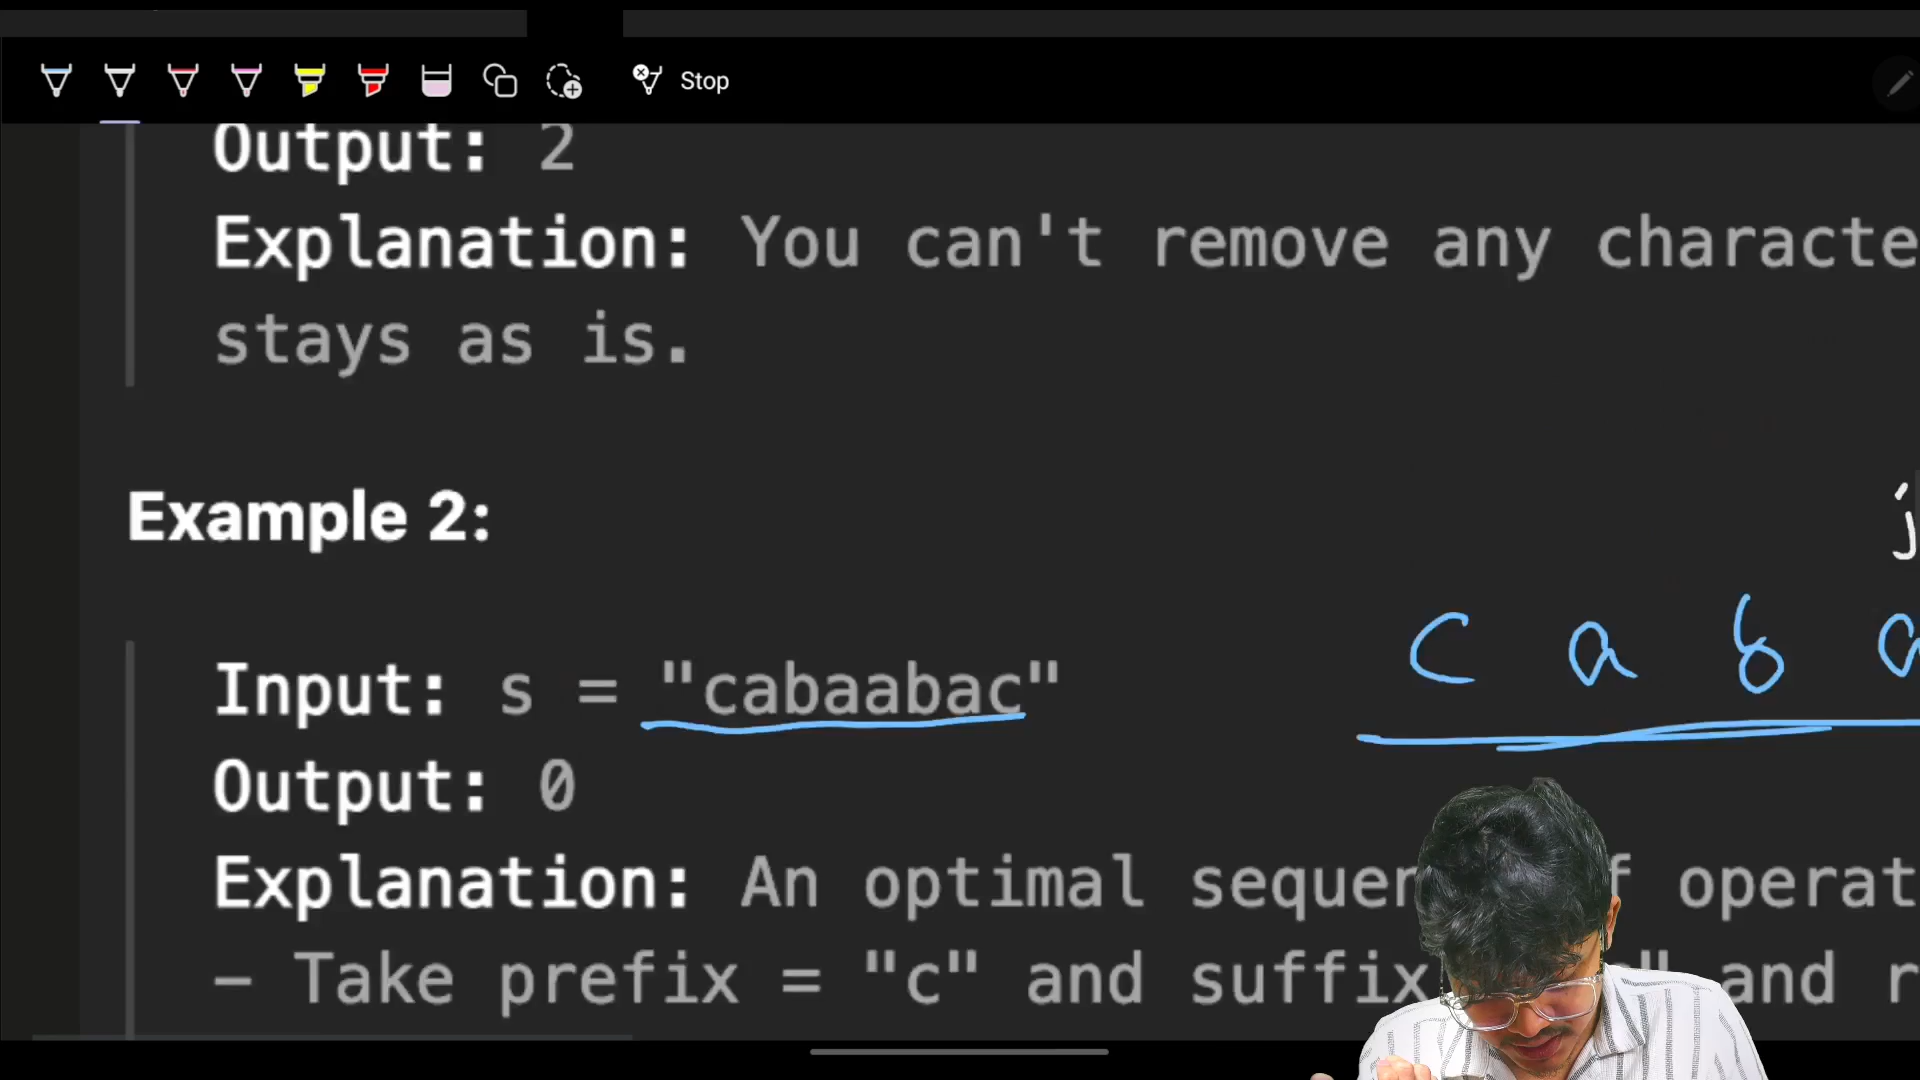 Stop
Output: 2
Explanation: You can't remove any characte
stays as is.
Example 2:
j
c a b a
Input: s = "cabaabac"
Output: 0
Explanation: An optimal sequen f operat
– Take prefix = "c" and suffix " and r